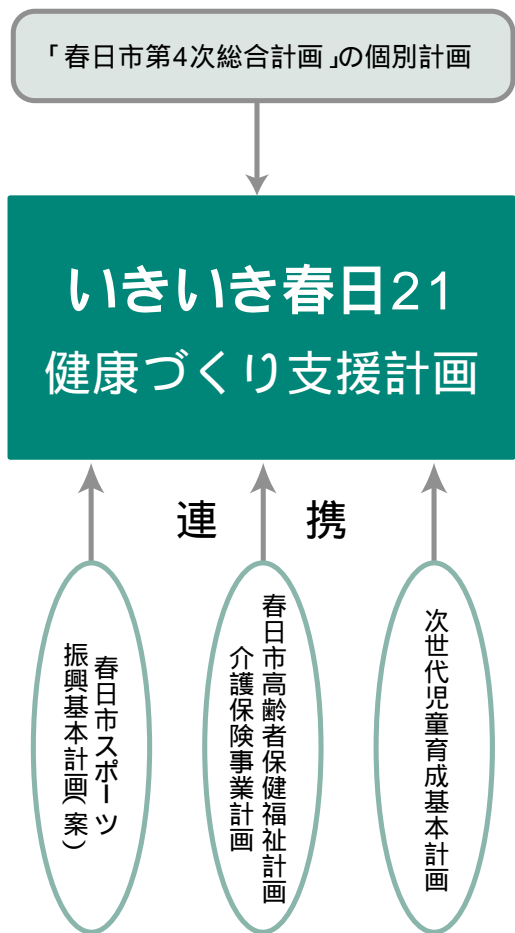 「春日市第4次総合計画」の個別計画
いきいき春日21
健康づくり支援計画
連携
春日市スポーツ
振興基本計画(案)
春日市高齢者保健福祉計画
介護保険事業計画
次世代児童育成基本計画